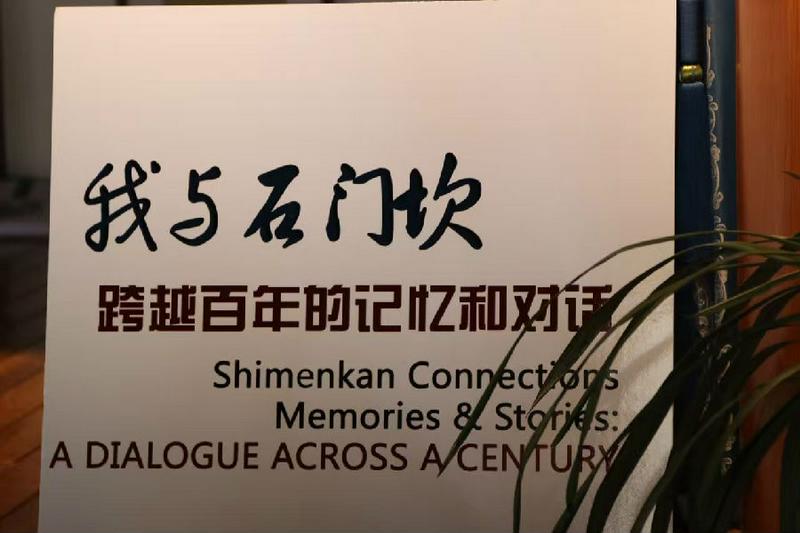 我与石门坎
跨越百年的记忆和对话
Shimenkan Connections
Memories & Stories:
A DIALOGUE ACROSS A CENTURY